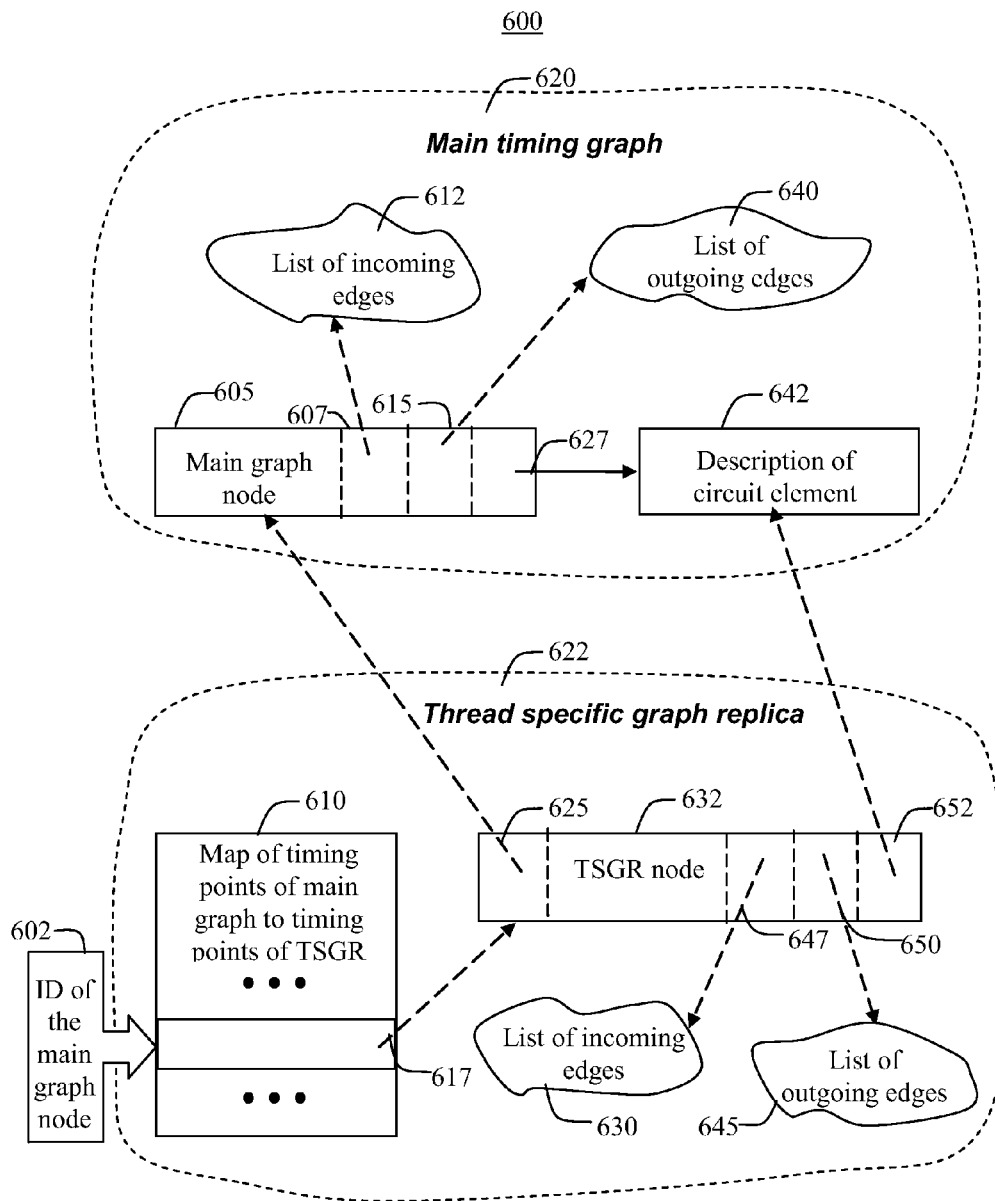 600
620
Main timing graph
612
List of incoming
edges
640
List of
outgoing edges
605
607
615
627
642
Main graph
node
Description of
circuit element
622
Thread specific graph replica
610
Map of timing
points of main
graph to timing
points of TSGR
• • •
• • •
602
ID of
the
main
graph
node
617
625
632
652
TSGR node
647
650
List of incoming
edges
630
List of
outgoing edges
645